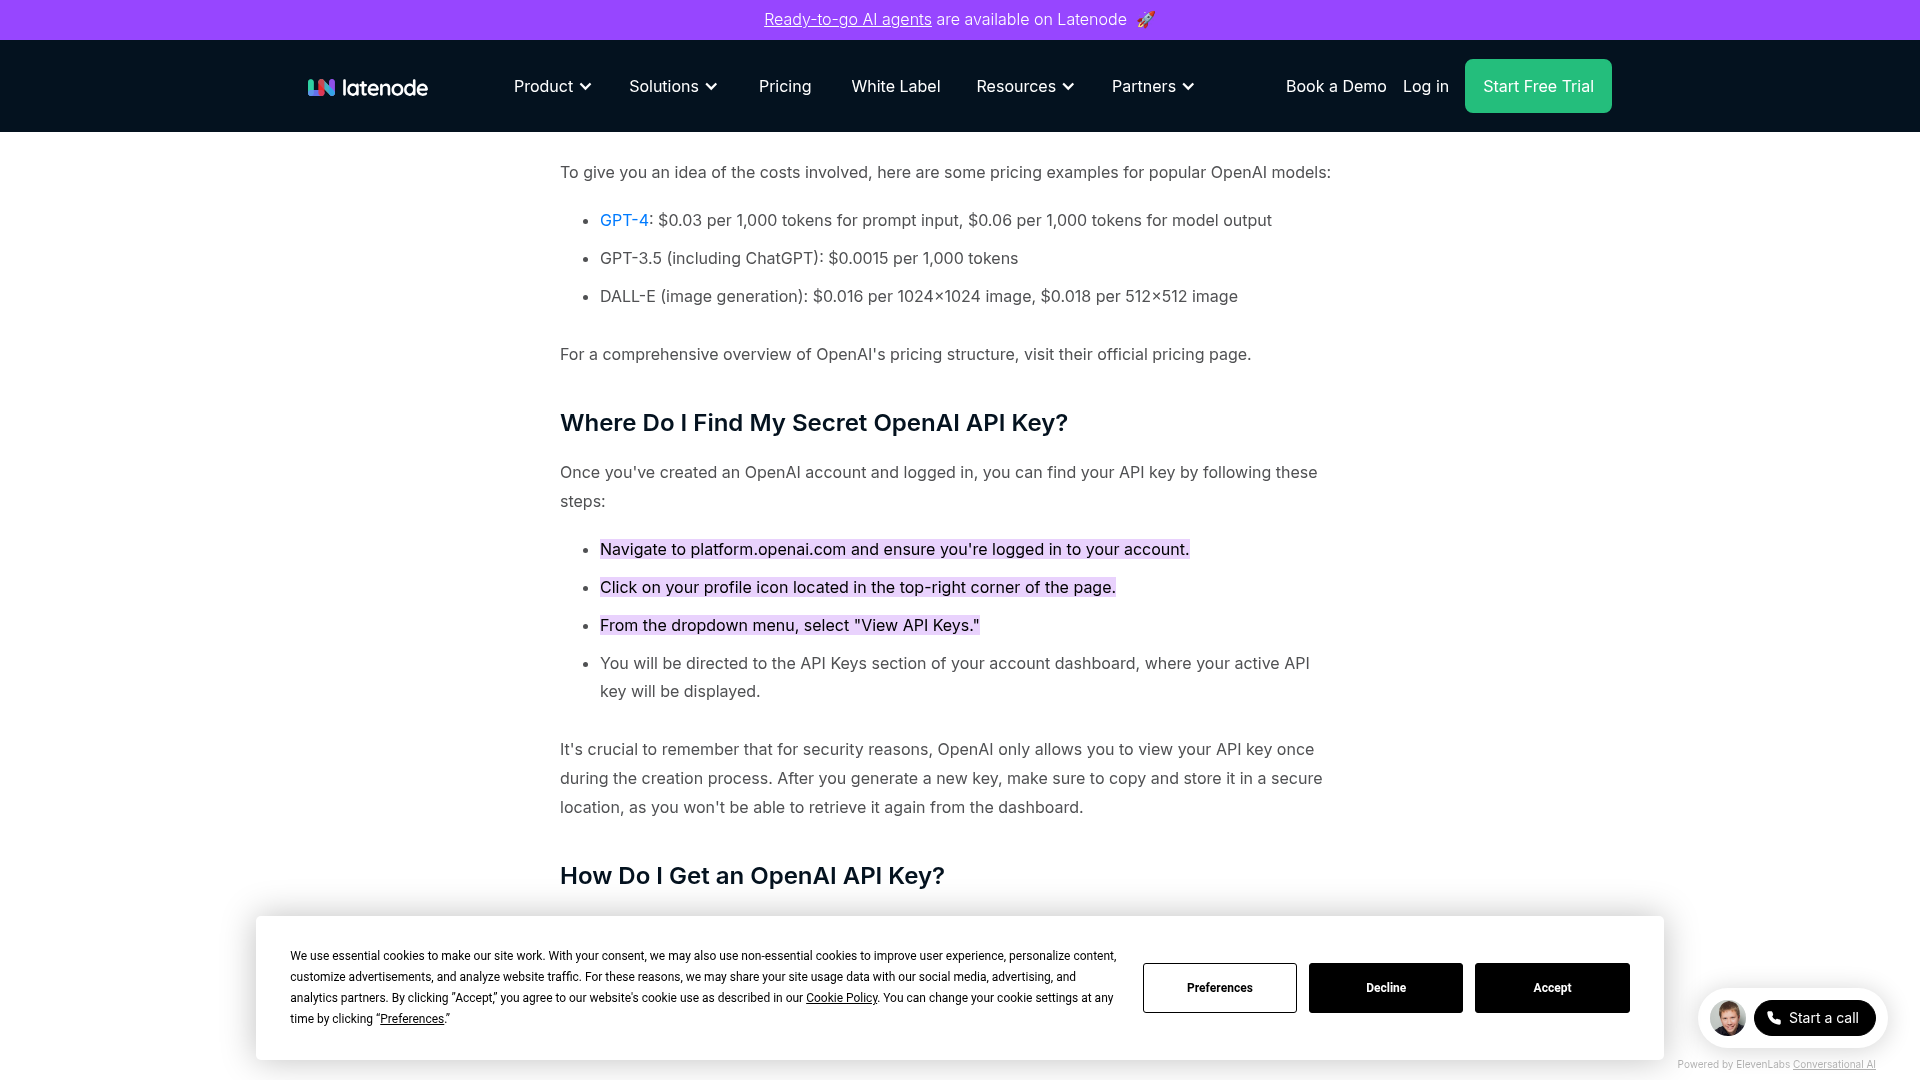 Ready-to-go AI agents are available on Latenode 🚀
latenode
Product
Solutions
Pricing
White Label
Resources
Partners
Book a Demo
Log in
Start Free Trial
To give you an idea of the costs involved, here are some pricing examples for popular OpenAI models:
• GPT-4: $0.03 per 1,000 tokens for prompt input, $0.06 per 1,000 tokens for model output
• GPT-3.5 (including ChatGPT): $0.0015 per 1,000 tokens
• DALL-E (image generation): $0.016 per 1024×1024 image, $0.018 per 512×512 image
For a comprehensive overview of OpenAI's pricing structure, visit their official pricing page.
Where Do I Find My Secret OpenAI API Key?
Once you've created an OpenAI account and logged in, you can find your API key by following these
steps:
• Navigate to platform.openai.com and ensure you're logged in to your account.
• Click on your profile icon located in the top-right corner of the page.
• From the dropdown menu, select "View API Keys."
• You will be directed to the API Keys section of your account dashboard, where your active API
key will be displayed.
It's crucial to remember that for security reasons, OpenAI only allows you to view your API key once
during the creation process. After you generate a new key, make sure to copy and store it in a secure
location, as you won't be able to retrieve it again from the dashboard.
How Do I Get an OpenAI API Key?
We use essential cookies to make our site work. With your consent, we may also use non-essential cookies to improve user experience, personalize content,
customize advertisements, and analyze website traffic. For these reasons, we may share your site usage data with our social media, advertising, and
analytics partners. By clicking “Accept,” you agree to our website's cookie use as described in our Cookie Policy. You can change your cookie settings at any
time by clicking “Preferences.”
Preferences
Decline
Accept
Start a call
Powered by ElevenLabs Conversational AI